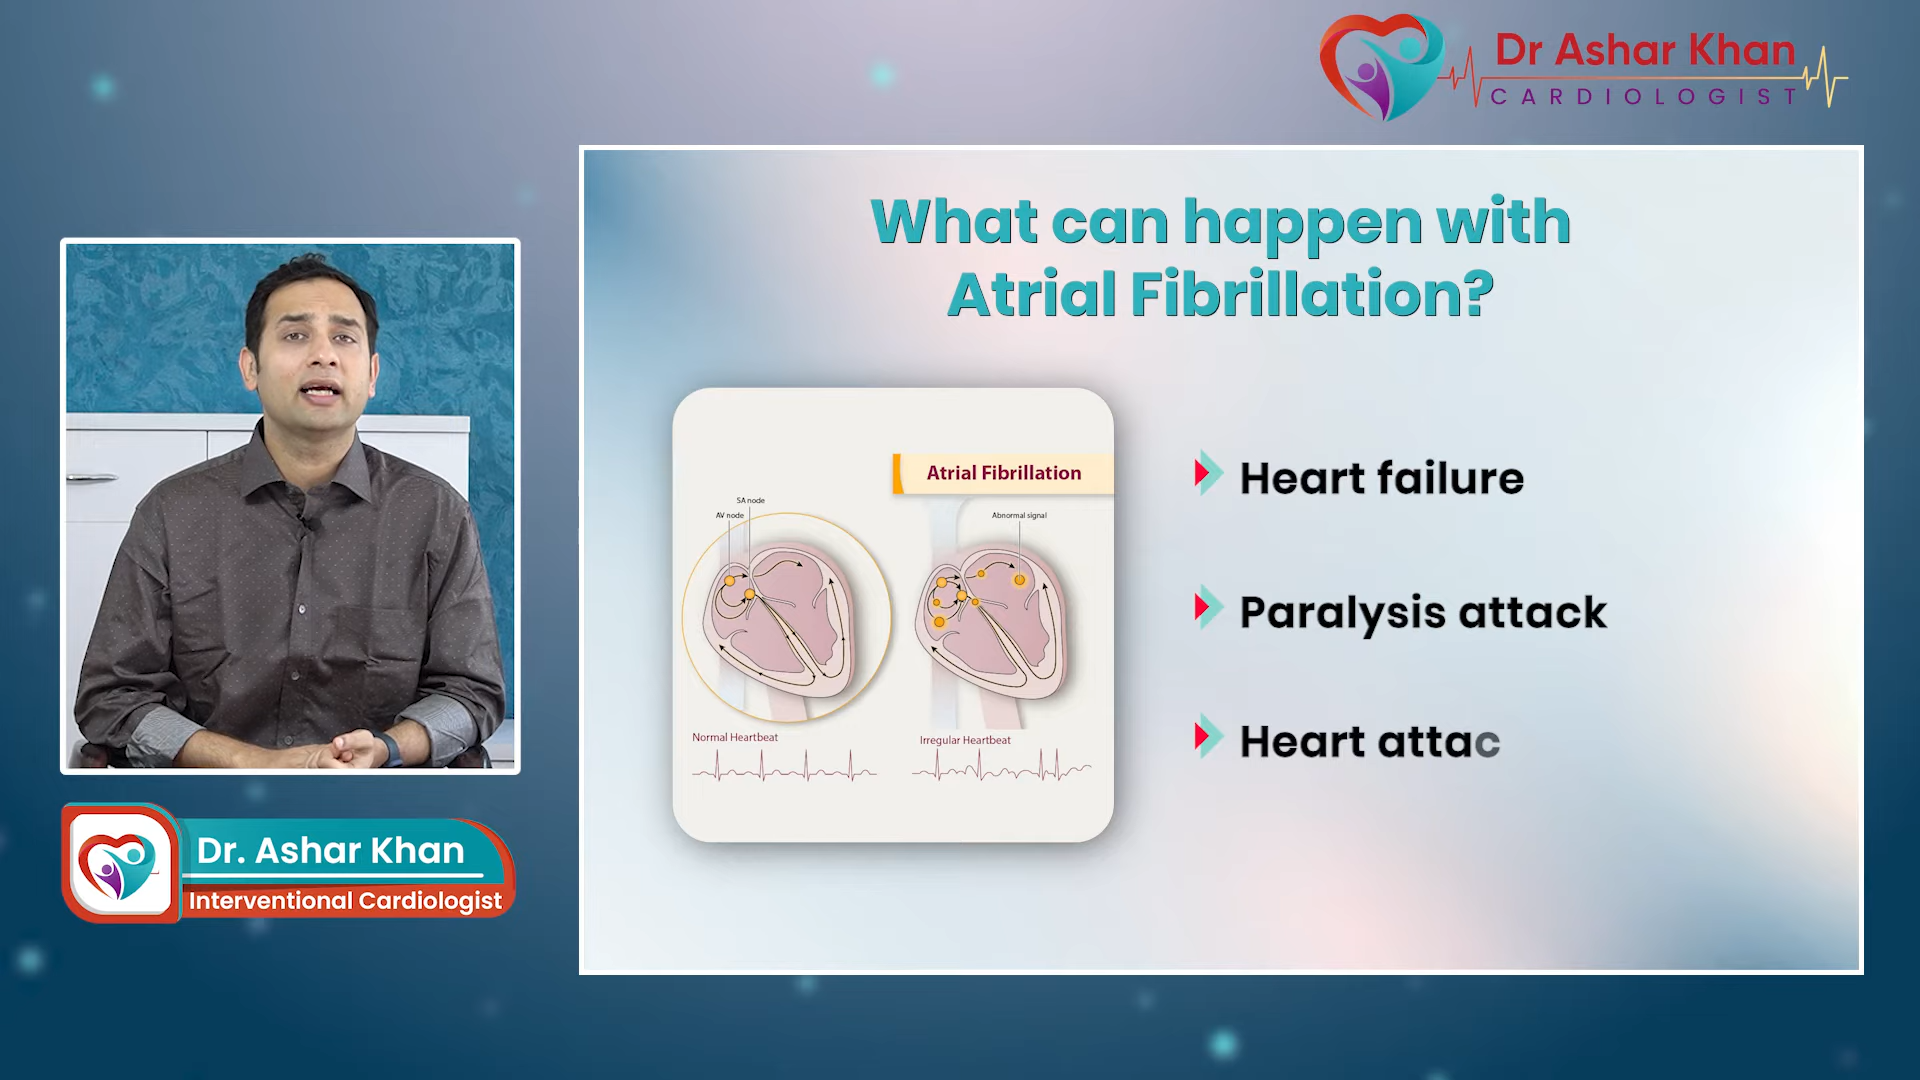 Dr Ashar Khan
CARDIOLOGIST
What can happen with
Atrial Fibrillation?
Atrial Fibrillation
SA node
AV node
Abnormal signal
Heart failure
Paralysis attack
Heart attac
Normal Heartbeat
Irregular Heartbeat
Dr. Ashar Khan
Interventional Cardiologist